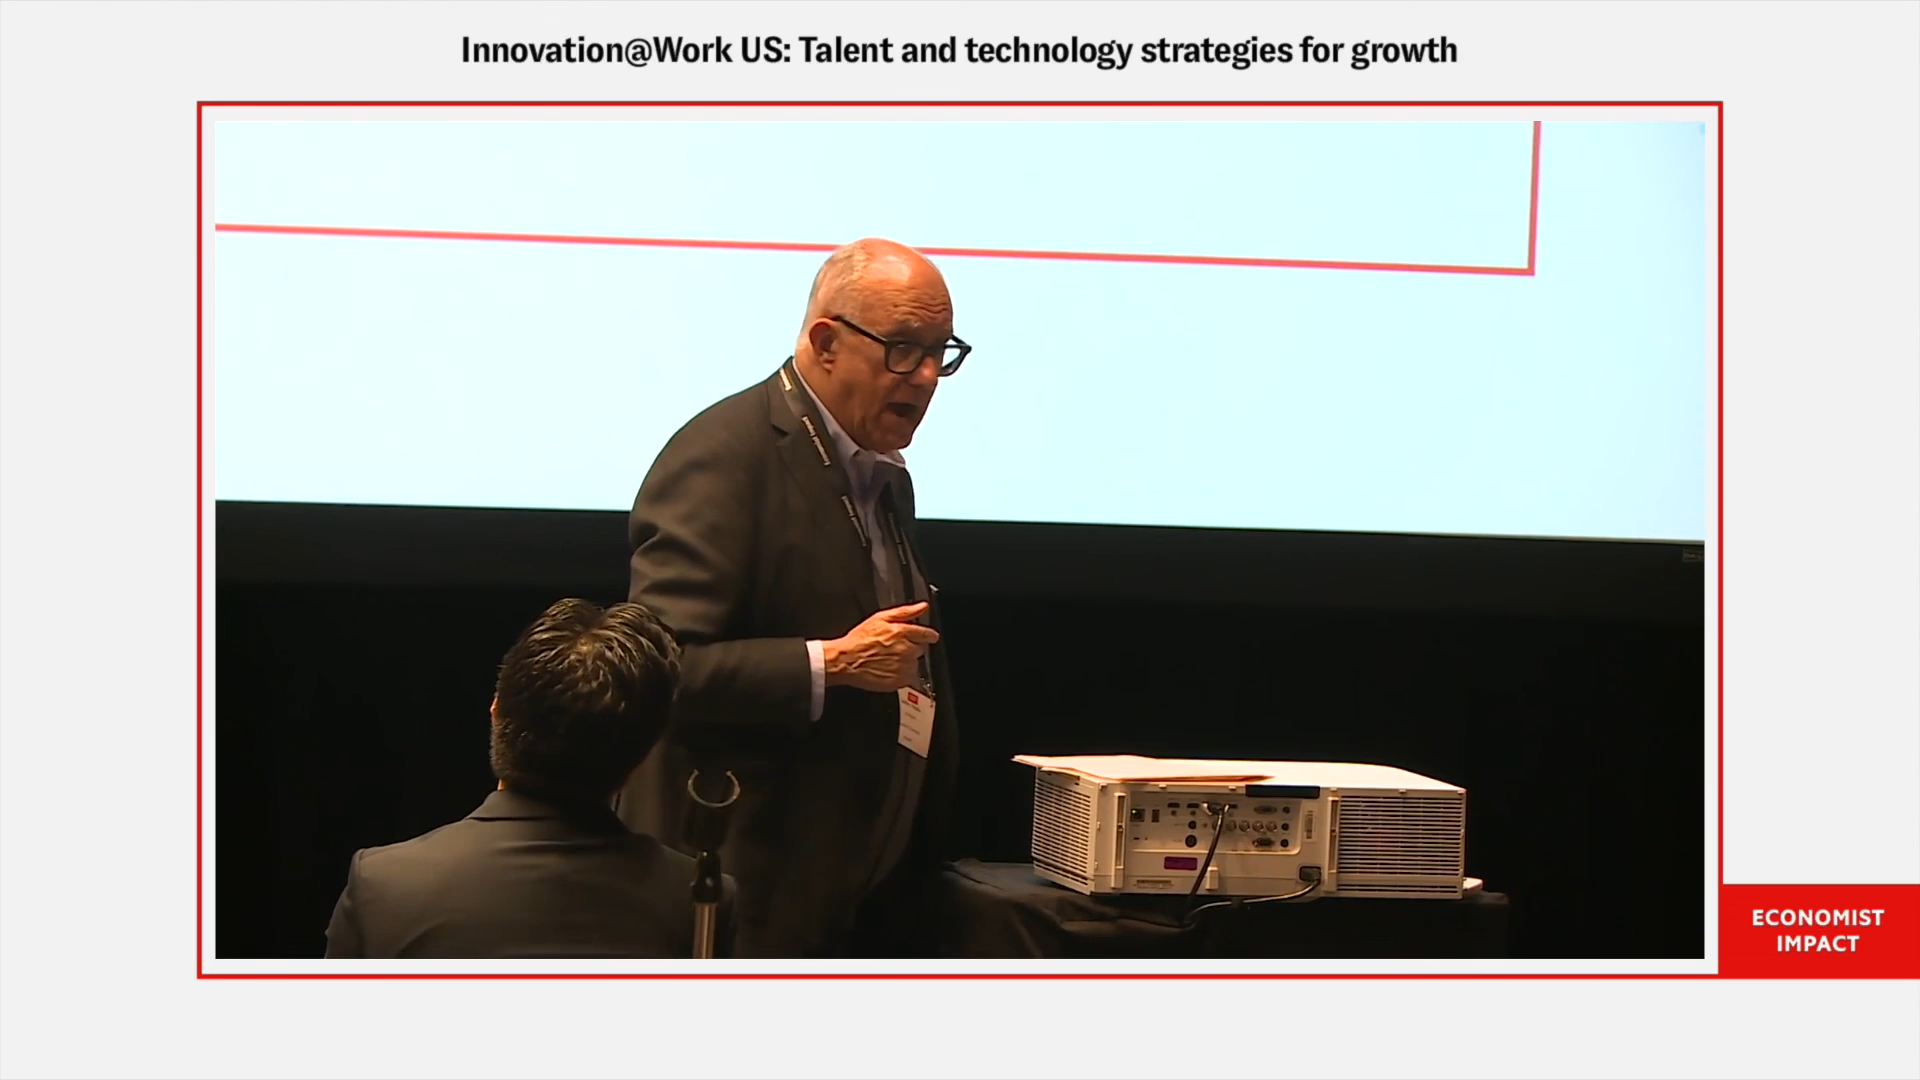 Innovation@Work US: Talent and technology strategies for growth
ECONOMIST
IMPACT